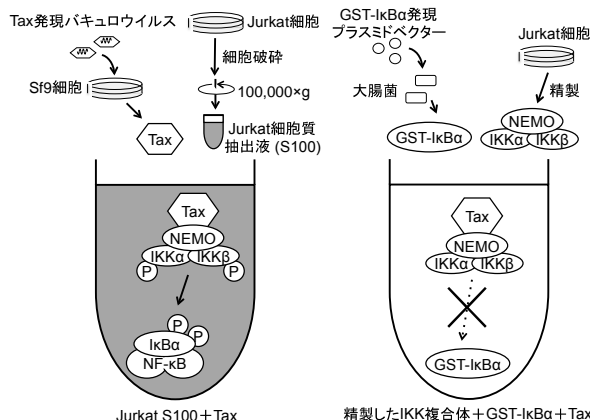 Tax発現バキュロウイルス
Jurkat細胞
細胞破砕
Sf9細胞
100,000×g
Tax
Jurkat細胞質
抽出液 (S100)
Tax
NEMO
IKKα IKKβ
P P
P
P
IκBα
NF-κB
Jurkat S100+Tax
GST-IκBα発現
プラスミドベクター
Jurkat細胞
大腸菌
精製
GST-IκBα
NEMO
IKKα IKKβ
Tax
NEMO
IKKα IKKβ
GST-IκBα
精製したIKK複合体+GST-IκBα+Tax